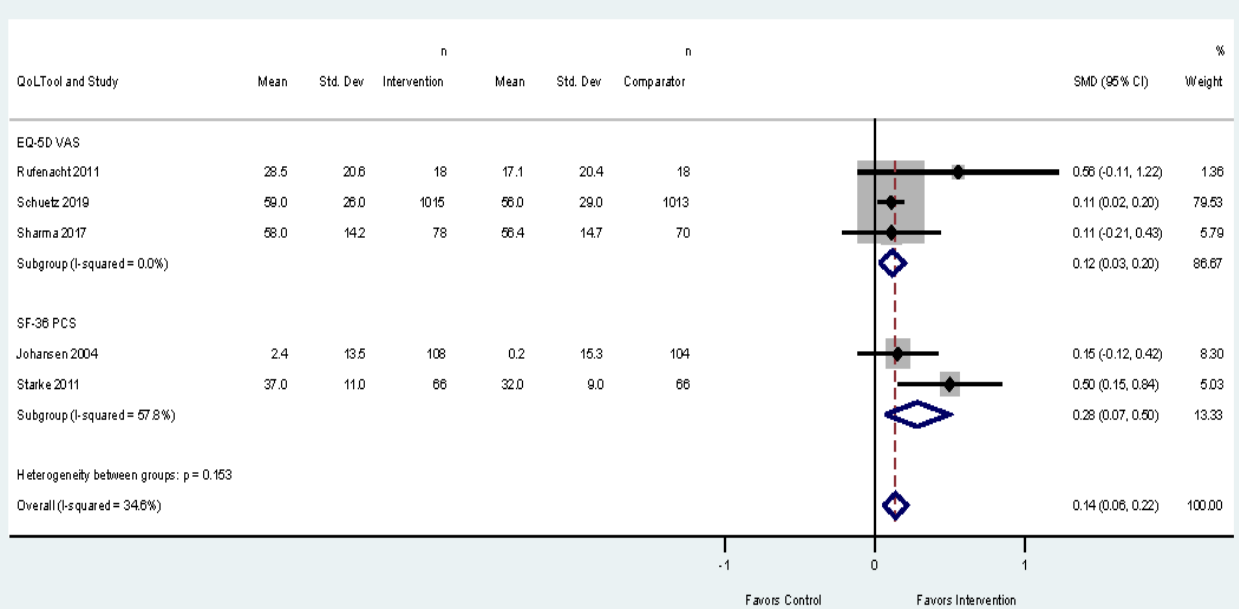 n n %
QoLTool and Study Mean Std. Dev Intervention Mean Std. Dev Comparator SMD (95% CI) Weight
EQ-5D VAS
Rufenacht 2011 28.5 20.6 18 17.1 20.4 18 0.56 (-0.11, 1.22) 1.36
Schuetz 2019 59.0 26.0 1015 56.0 29.0 1013 0.11 (0.02, 0.20) 79.53
Sharma 2017 58.0 14.2 78 56.4 14.7 70 0.11 (-0.21, 0.43) 5.79
Subgroup (I-squared = 0.0%) 0.12 (0.03, 0.20) 86.67
SF-36 PCS
Johansen 2004 2.4 13.5 108 0.2 15.3 104 0.15 (-0.12, 0.42) 8.30
Starke 2011 37.0 11.0 66 32.0 9.0 66 0.50 (0.15, 0.84) 5.03
Subgroup (I-squared = 57.8%) 0.28 (0.07, 0.50) 13.33
Heterogeneity between groups: p = 0.153
Overall (I-squared = 34.6%) 0.14 (0.06, 0.22) 100.00
-1 0 1
Favors Control Favors Intervention